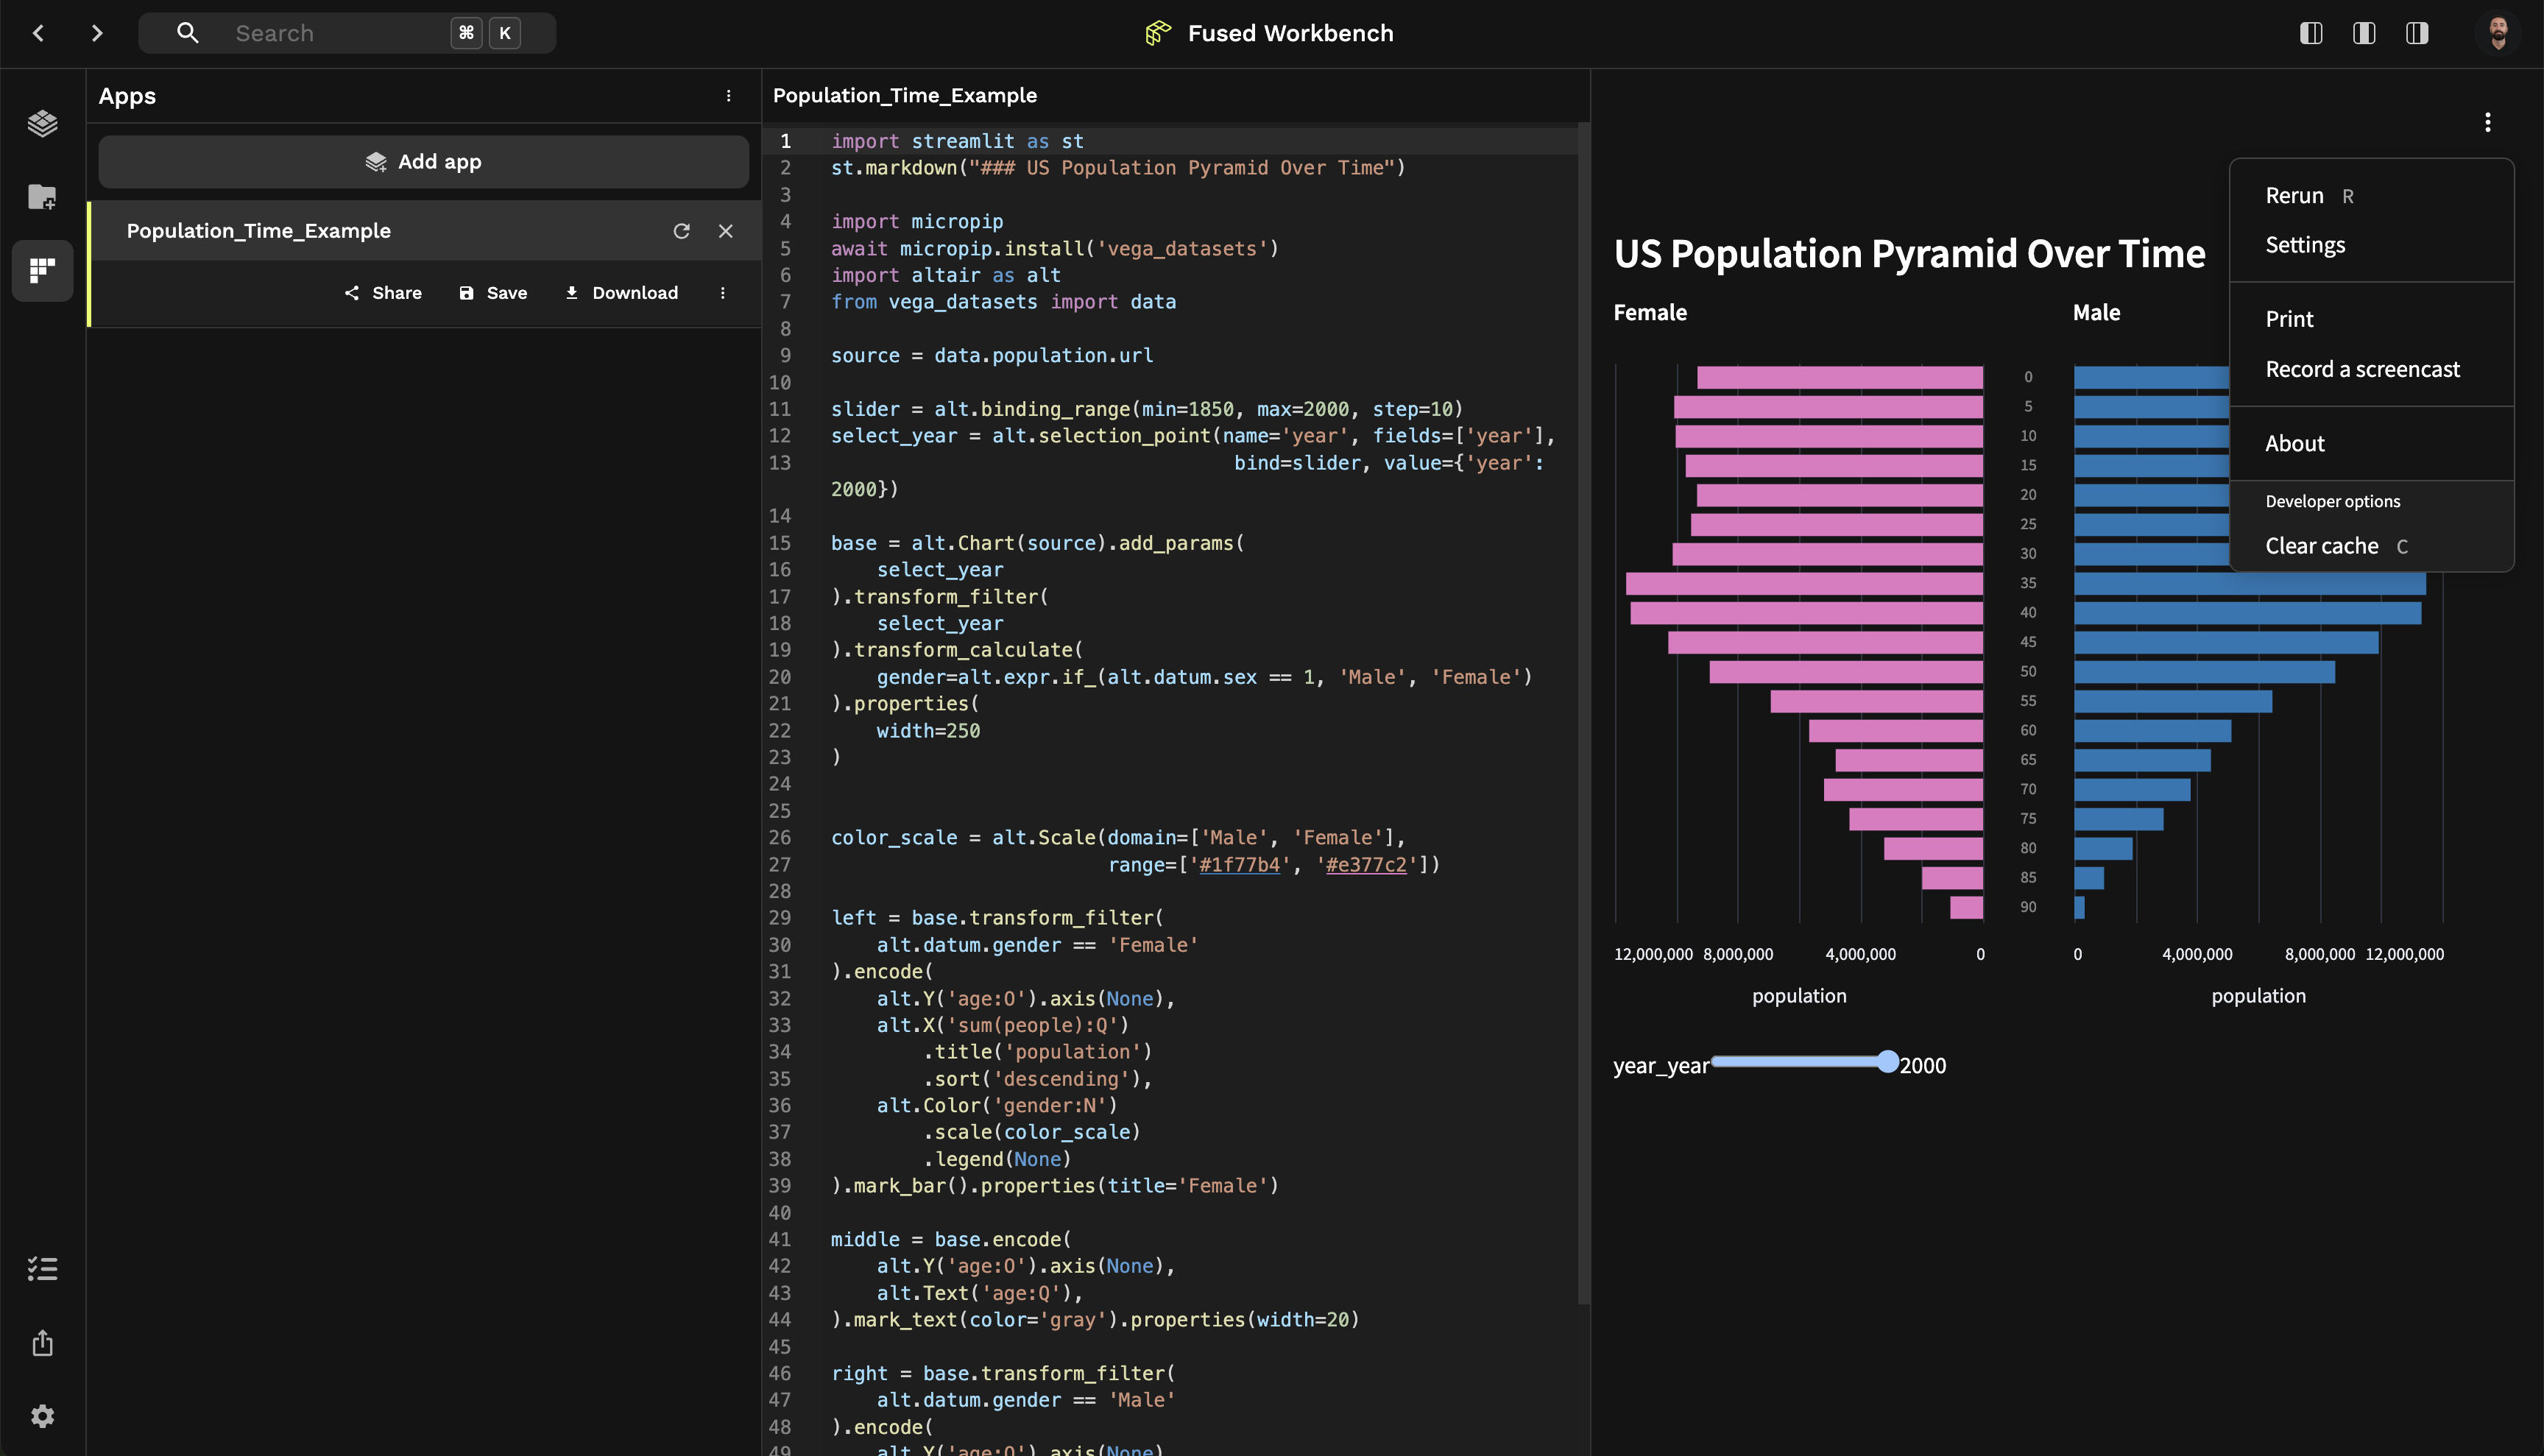 Search ⌘ K
Fused Workbench
Apps
Add app
Population_Time_Example
Share Save Download
Population_Time_Example
1 import streamlit as st
2 st.markdown("### US Population Pyramid Over Time")
3
4 import micropip
5 await micropip.install('vega_datasets')
6 import altair as alt
7 from vega_datasets import data
8
9 source = data.population.url
10
11 slider = alt.binding_range(min=1850, max=2000, step=10)
12 select_year = alt.selection_point(name='year', fields=['year'],
13 bind=slider, value={'year':
2000})
14
15 base = alt.Chart(source).add_params(
16 select_year
17 ).transform_filter(
18 select_year
19 ).transform_calculate(
20 gender=alt.expr.if_(alt.datum.sex == 1, 'Male', 'Female')
21 ).properties(
22 width=250
23 )
24
25
26 color_scale = alt.Scale(domain=['Male', 'Female'],
27 range=['#1f77b4', '#e377c2'])
28
29 left = base.transform_filter(
30 alt.datum.gender == 'Female'
31 ).encode(
32 alt.Y('age:O').axis(None),
33 alt.X('sum(people):Q')
34 .title('population')
35 .sort('descending'),
36 alt.Color('gender:N')
37 .scale(color_scale)
38 .legend(None)
39 ).mark_bar().properties(title='Female')
40
41 middle = base.encode(
42 alt.Y('age:O').axis(None),
43 alt.Text('age:Q'),
44 ).mark_text(color='gray').properties(width=20)
45
46 right = base.transform_filter(
47 alt.datum.gender == 'Male'
48 ).encode(
49 alt.Y('age:O').axis(None)
US Population Pyramid Over Time
Female
Male
0
5
10
15
20
25
30
35
40
45
50
55
60
65
70
75
80
85
90
12,000,000 8,000,000 4,000,000 0
0 4,000,000 8,000,000 12,000,000
population
population
year_year 2000
Rerun R
Settings
Print
Record a screencast
About
Developer options
Clear cache C